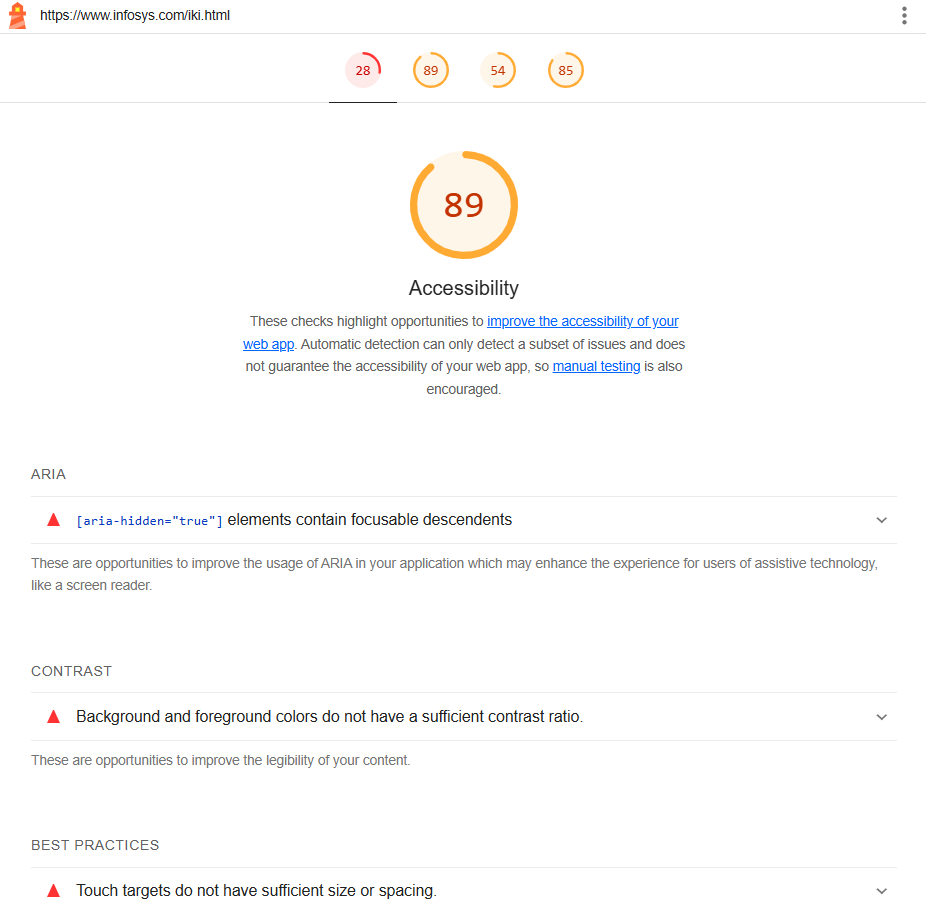 https://www.infosys.com/iki.html
28 89 54 85
89
Accessibility
These checks highlight opportunities to improve the accessibility of your
web app. Automatic detection can only detect a subset of issues and does
not guarantee the accessibility of your web app, so manual testing is also
encouraged.
ARIA
[aria-hidden="true"] elements contain focusable descendents
These are opportunities to improve the usage of ARIA in your application which may enhance the experience for users of assistive technology,
like a screen reader.
CONTRAST
Background and foreground colors do not have a sufficient contrast ratio.
These are opportunities to improve the legibility of your content.
BEST PRACTICES
Touch targets do not have sufficient size or spacing.